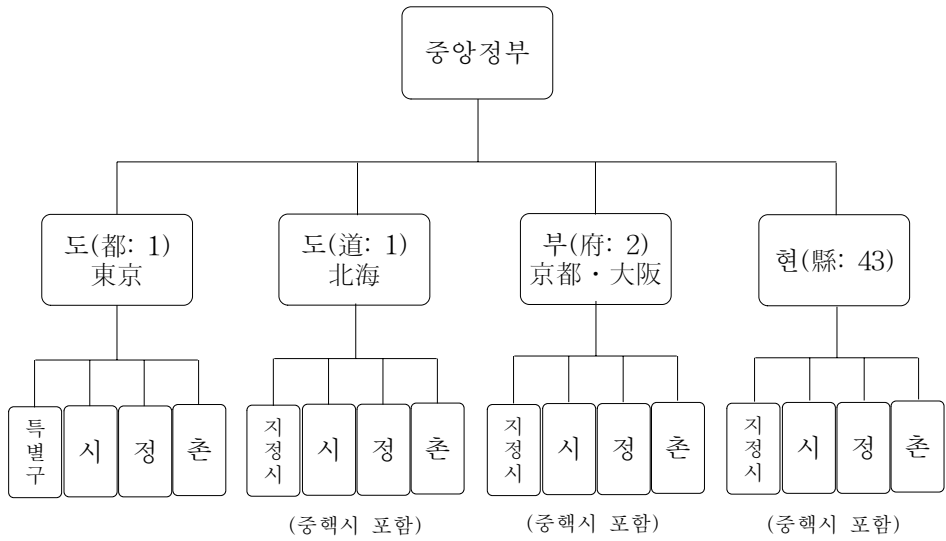 중앙정부
도(都: 1)
東京
도(道: 1)
北海
부(府: 2)
京都・大阪
현(縣: 43)
특별구
시
정
촌
지정시
시
정
촌
지정시
시
정
촌
지정시
시
정
촌
(중핵시 포함)
(중핵시 포함)
(중핵시 포함)